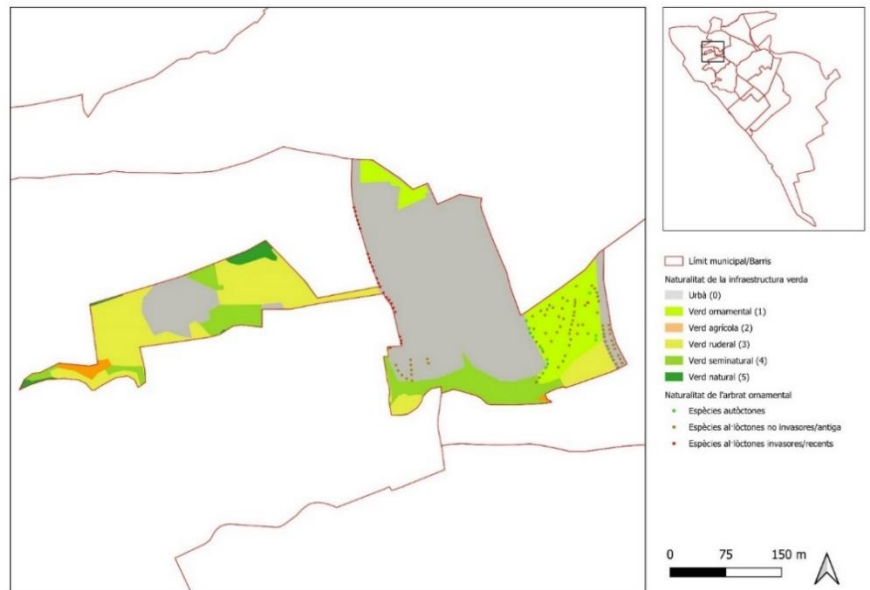 Límit municipal/Barris
Naturalitat de la infraestructura verda
Urbà (0)
Verd ornamental (1)
Verd agrícola (2)
Verd ruderal (3)
Verd seminatural (4)
Verd natural (5)
Naturalitat de l'arbrat ornamental
Espècies autòctones
Espècies al·lòctones no invasores/antiga
Espècies al·lòctones invasores/recents
0 75 150 m